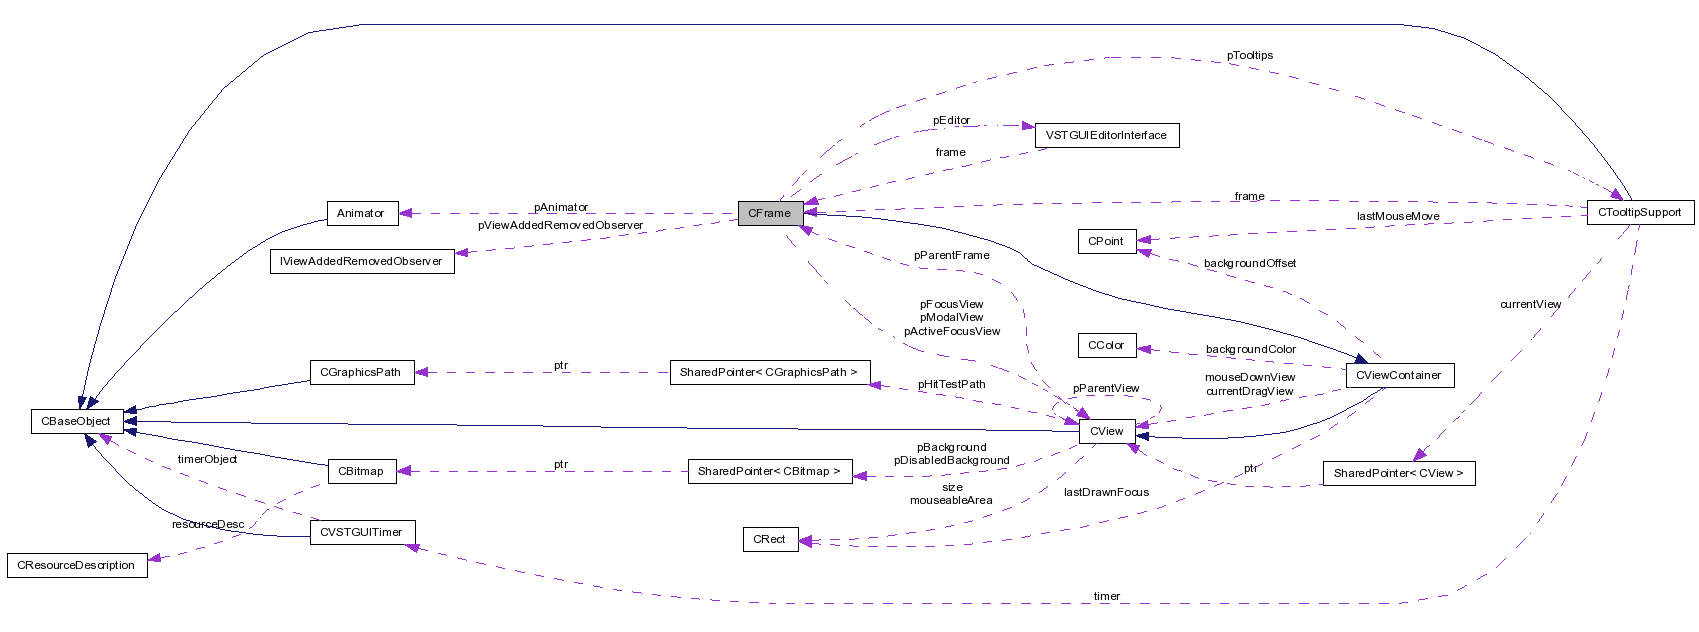 pTooltips
pEditor
VSTGUIEditorInterface
frame
pAnimator
Animator
CFrame
frame
CTooltipSupport
lastMouseMove
pViewAddedRemovedObserver
CPoint
IViewAddedRemovedObserver
pParentFrame
backgroundOffset
pFocusView
pModalView
pActiveFocusView
currentView
CColor
backgroundColor
CGraphicsPath
ptr
SharedPointer< CGraphicsPath >
pHitTestPath
pParentView
mouseDownView
currentDragView
CViewContainer
CBaseObject
CView
timerObject
CBitmap
ptr
SharedPointer< CBitmap >
pBackground
pDisabledBackground
ptr
SharedPointer< CView >
size
mouseableArea
lastDrawnFocus
resourceDesc
CVSTGUITimer
CRect
CResourceDescription
timer